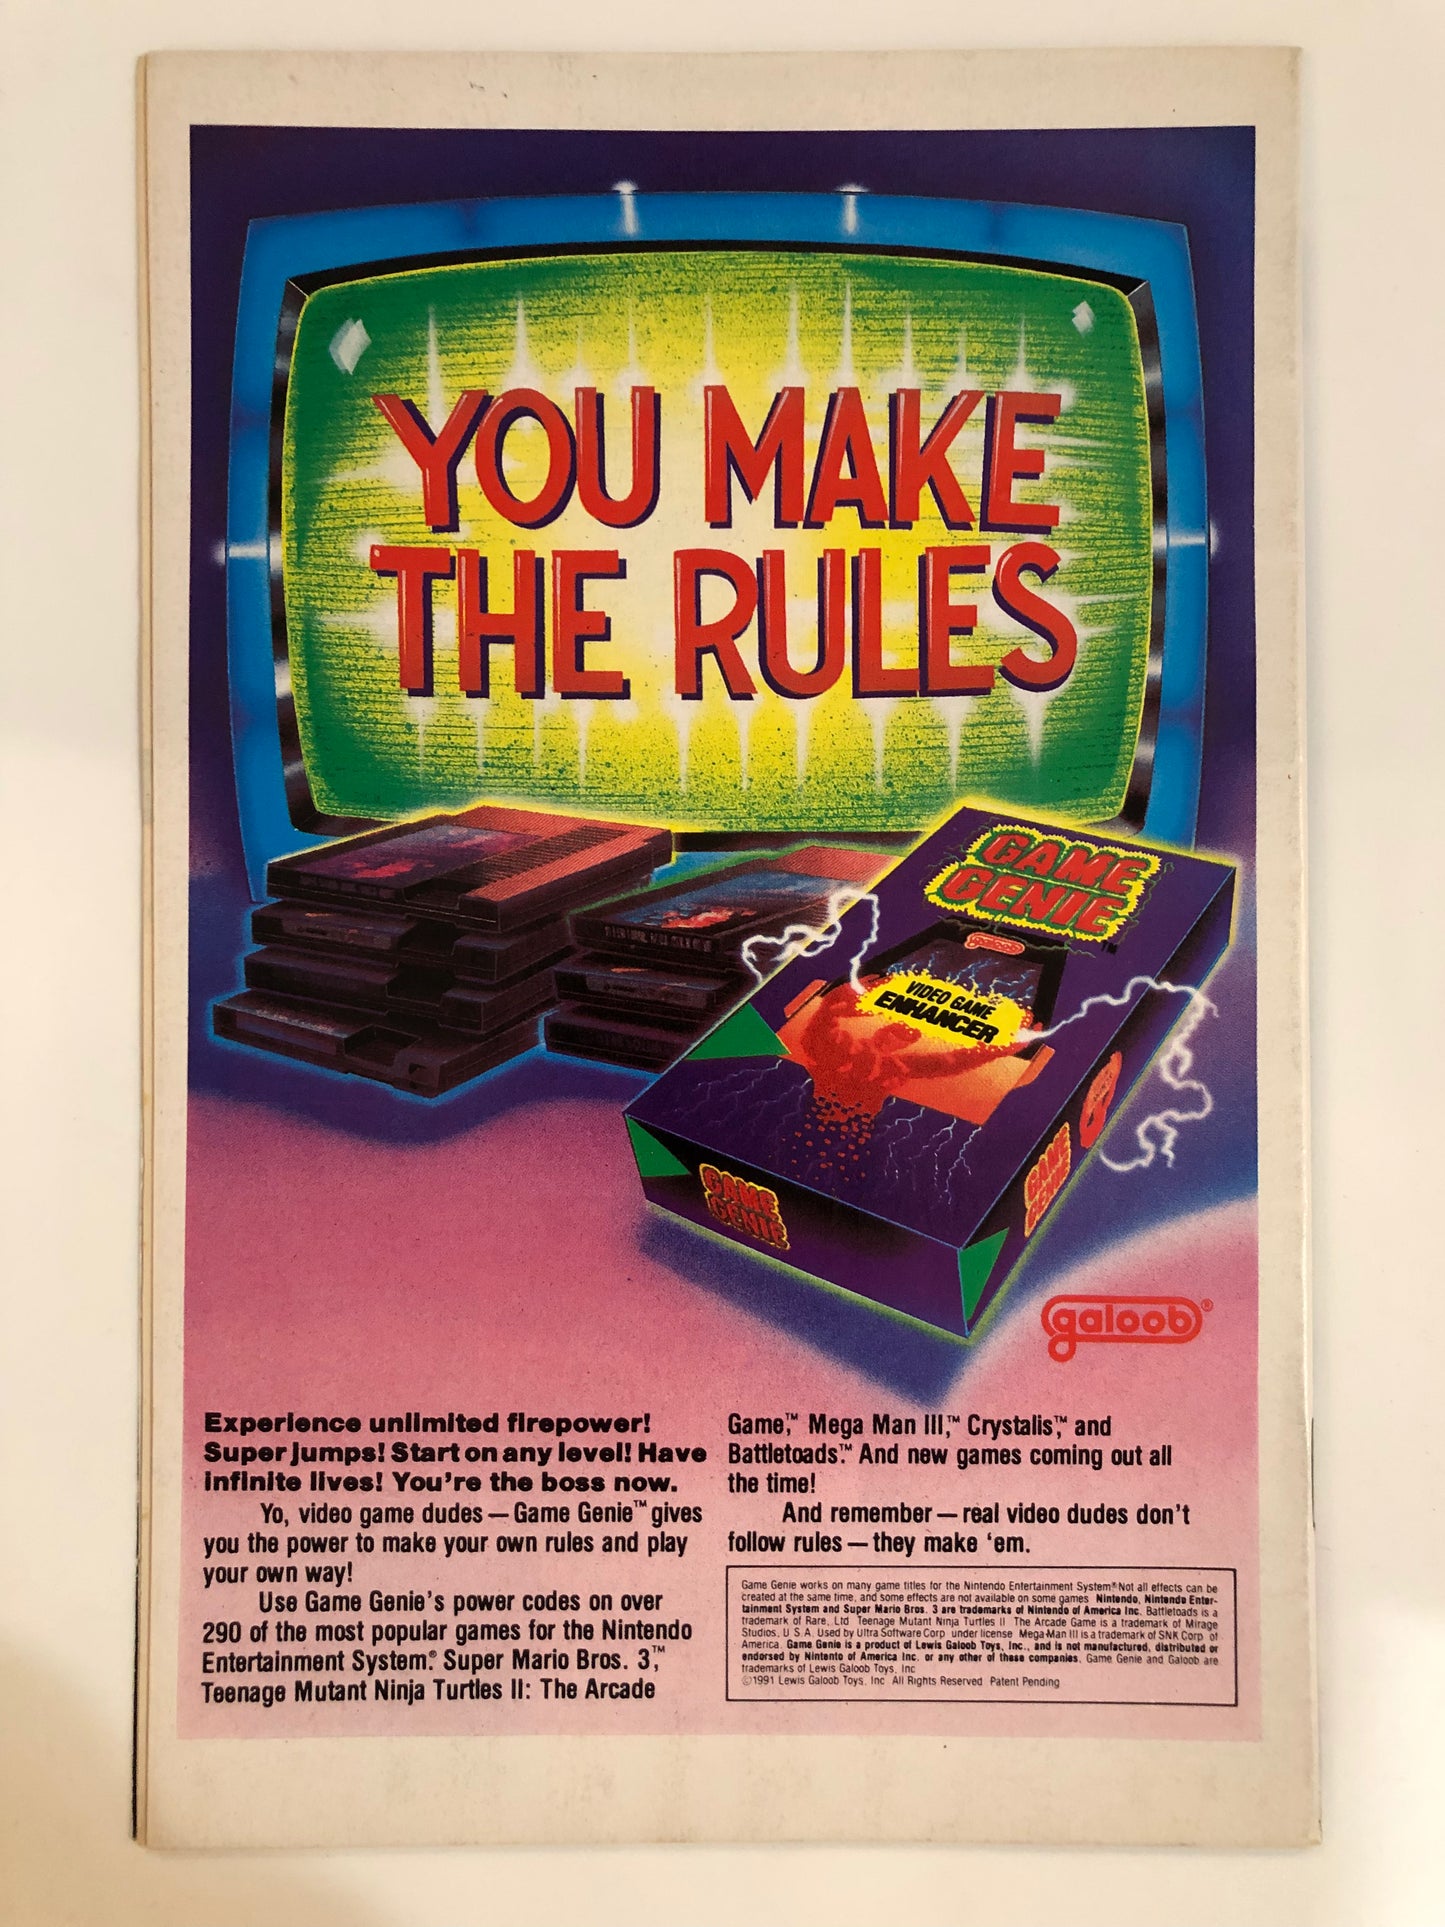 YOU MAKE
THE RULES
GAME
GENIE™
galoob
VIDEO GAME
ENHANCER
GAME
GENIE
GAME
GENIE
galoob®
Experience unlimited firepower!
Super jumps! Start on any level! Have
infinite lives! You're the boss now.
Yo, video game dudes — Game Genie™ gives
you the power to make your own rules and play
your own way!
Use Game Genie's power codes on over
290 of the most popular games for the Nintendo
Entertainment System.® Super Mario Bros. 3,™
Teenage Mutant Ninja Turtles II: The Arcade
Game,™ Mega Man III,™ Crystalis,™ and
Battletoads.™ And new games coming out all
the time!
And remember — real video dudes don't
follow rules — they make 'em.
Game Genie works on many game titles for the Nintendo Entertainment System® Not all effects can be
created at the same time, and some effects are not available on some games Nintendo, Nintendo Enter-
tainment System and Super Mario Bros. 3 are trademarks of Nintendo of America Inc. Battletoads is a
trademark of Rare, Ltd Teenage Mutant Ninja Turtles II The Arcade Game is a trademark of Mirage
Studios, U S A. Used by Ultra Software Corp under license Mega Man III is a trademark of SNK Corp of
America. Game Genie is a product of Lewis Galoob Toys, Inc., and is not manufactured, distributed or
endorsed by Nintento of America Inc. or any other of these companies. Game Genie and Galoob are
trademarks of Lewis Galoob Toys, Inc
©1991 Lewis Galoob Toys, Inc All Rights Reserved Patent Pending